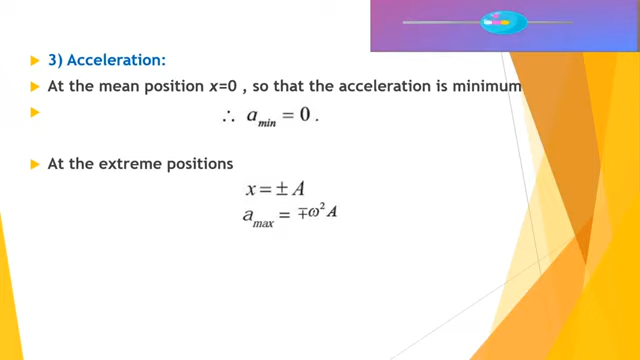 3) Acceleration:
At the mean position x=0 , so that the acceleration is minimum
∴ a_min = 0 .
At the extreme positions
x = ± A
a_max = ∓ω²A